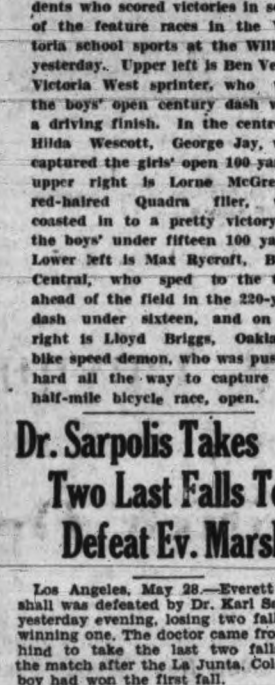 dents who scored victories in s
of the feature races in the
toria school sports at the Will
yesterday. Upper left is Ben Ve
Victoria West sprinter, who
the boys' open century dash
a driving finish. In the centr
Hilda Wescott, George Jay,
captured the girls' open 100 ya
upper right is Lorne McGre
red-haired Quadra flier,
coasted in to a pretty victory
the boys' under fifteen 100 ya
Lower left is Max Rycroft, B
Central, who sped to the
ahead of the field in the 220-y
dash under sixteen, and on
right is Lloyd Briggs, Oakla
bike speed demon, who was pus
hard all the way to capture
half-mile bicycle race, open.
Dr. Sarpolis Takes
Two Last Falls T
Defeat Ev. Mars
Los Angeles, May 28.—Everett
shall was defeated by Dr. Karl Sa
yesterday evening, losing two fal
winning one. The doctor came fro
hind to take the last two fall
the match after the La Junta, Col
boy had won the first fall.